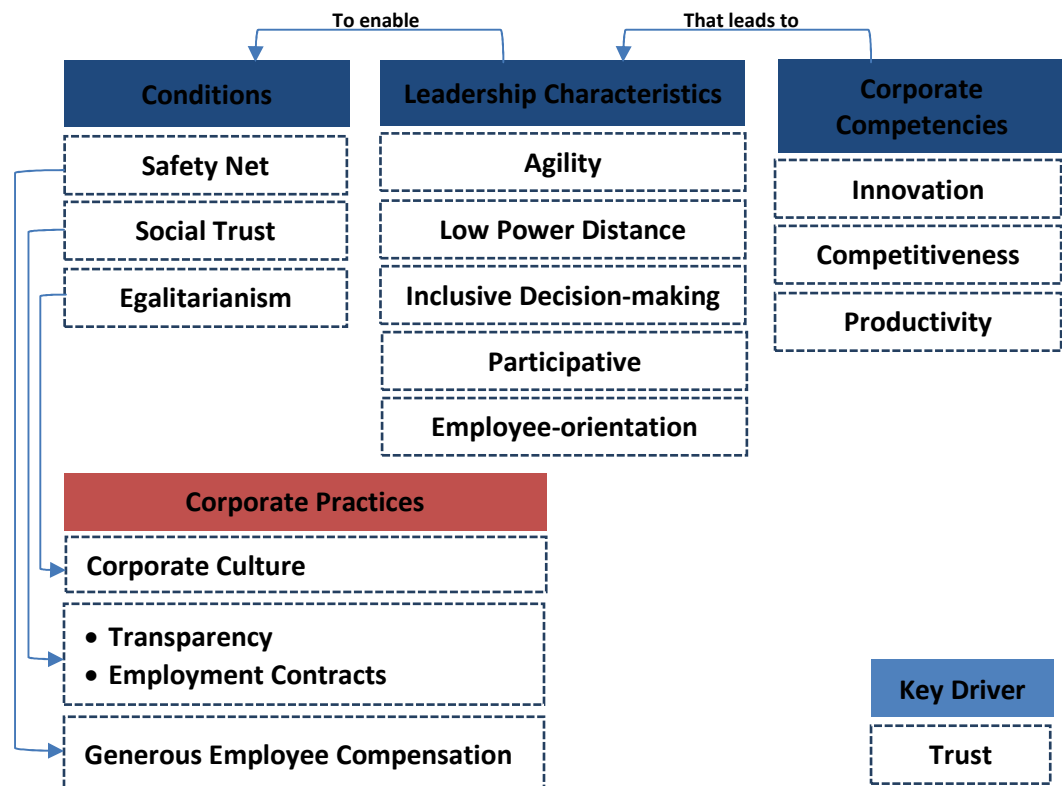 To enable
That leads to
Conditions
Safety Net
Social Trust
Egalitarianism
Leadership Characteristics
Agility
Low Power Distance
Inclusive Decision-making
Participative
Employee-orientation
Corporate
Competencies
Innovation
Competitiveness
Productivity
Corporate Practices
Corporate Culture
• Transparency
• Employment Contracts
Generous Employee Compensation
Key Driver
Trust